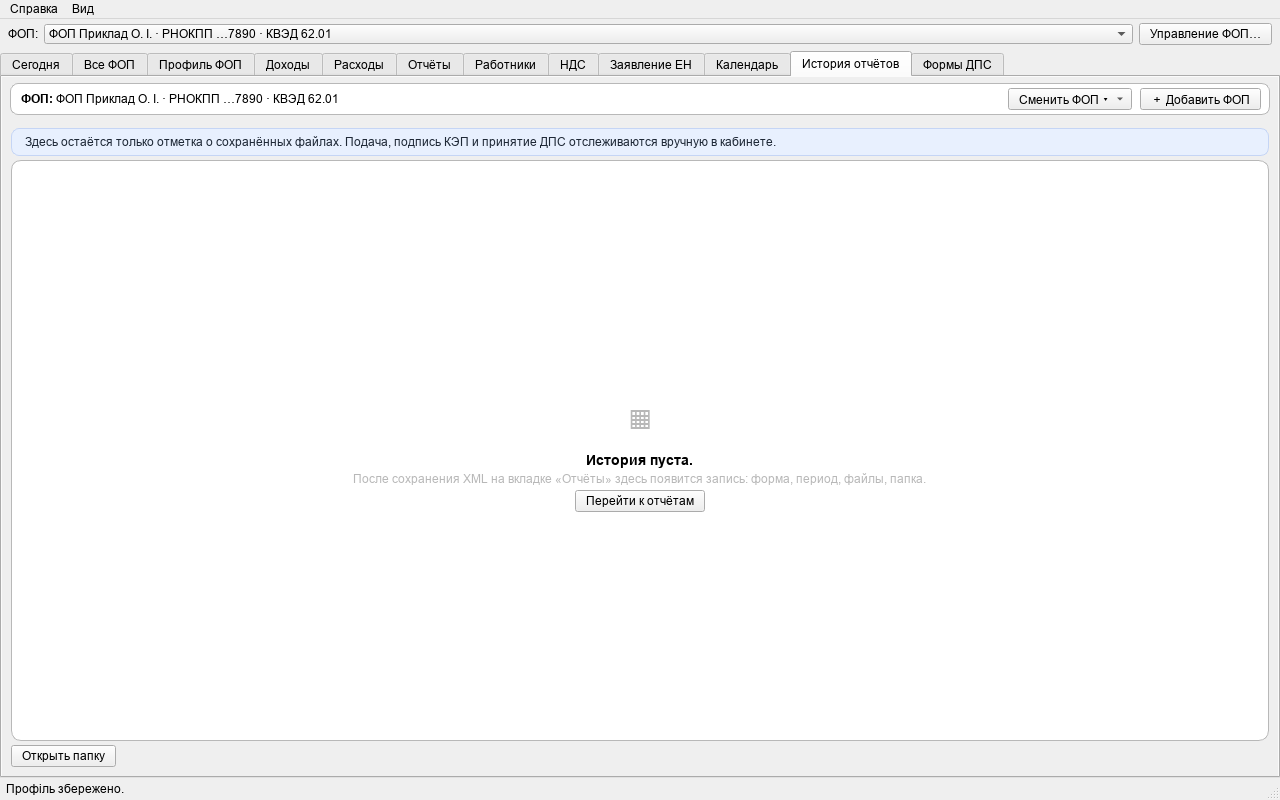 Справка Вид
ФОП: ФОП Приклад О. І. · РНОКПП …7890 · КВЭД 62.01 Управление ФОП…
Сегодня Все ФОП Профиль ФОП Доходы Расходы Отчёты Работники НДС Заявление ЕН Календарь История отчётов Формы ДПС
ФОП: ФОП Приклад О. І. · РНОКПП …7890 · КВЭД 62.01 Сменить ФОП + Добавить ФОП
Здесь остаётся только отметка о сохранённых файлах. Подача, подпись КЭП и принятие ДПС отслеживаются вручную в кабинете.
История пуста.
После сохранения XML на вкладке «Отчёты» здесь появится запись: форма, период, файлы, папка.
Перейти к отчётам
Открыть папку
Профіль збережено.